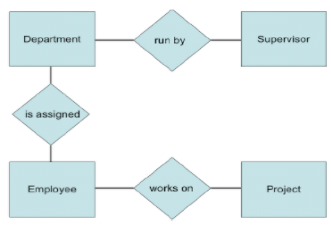 Department
run by
Supervisor
is assigned
Employee
works on
Project